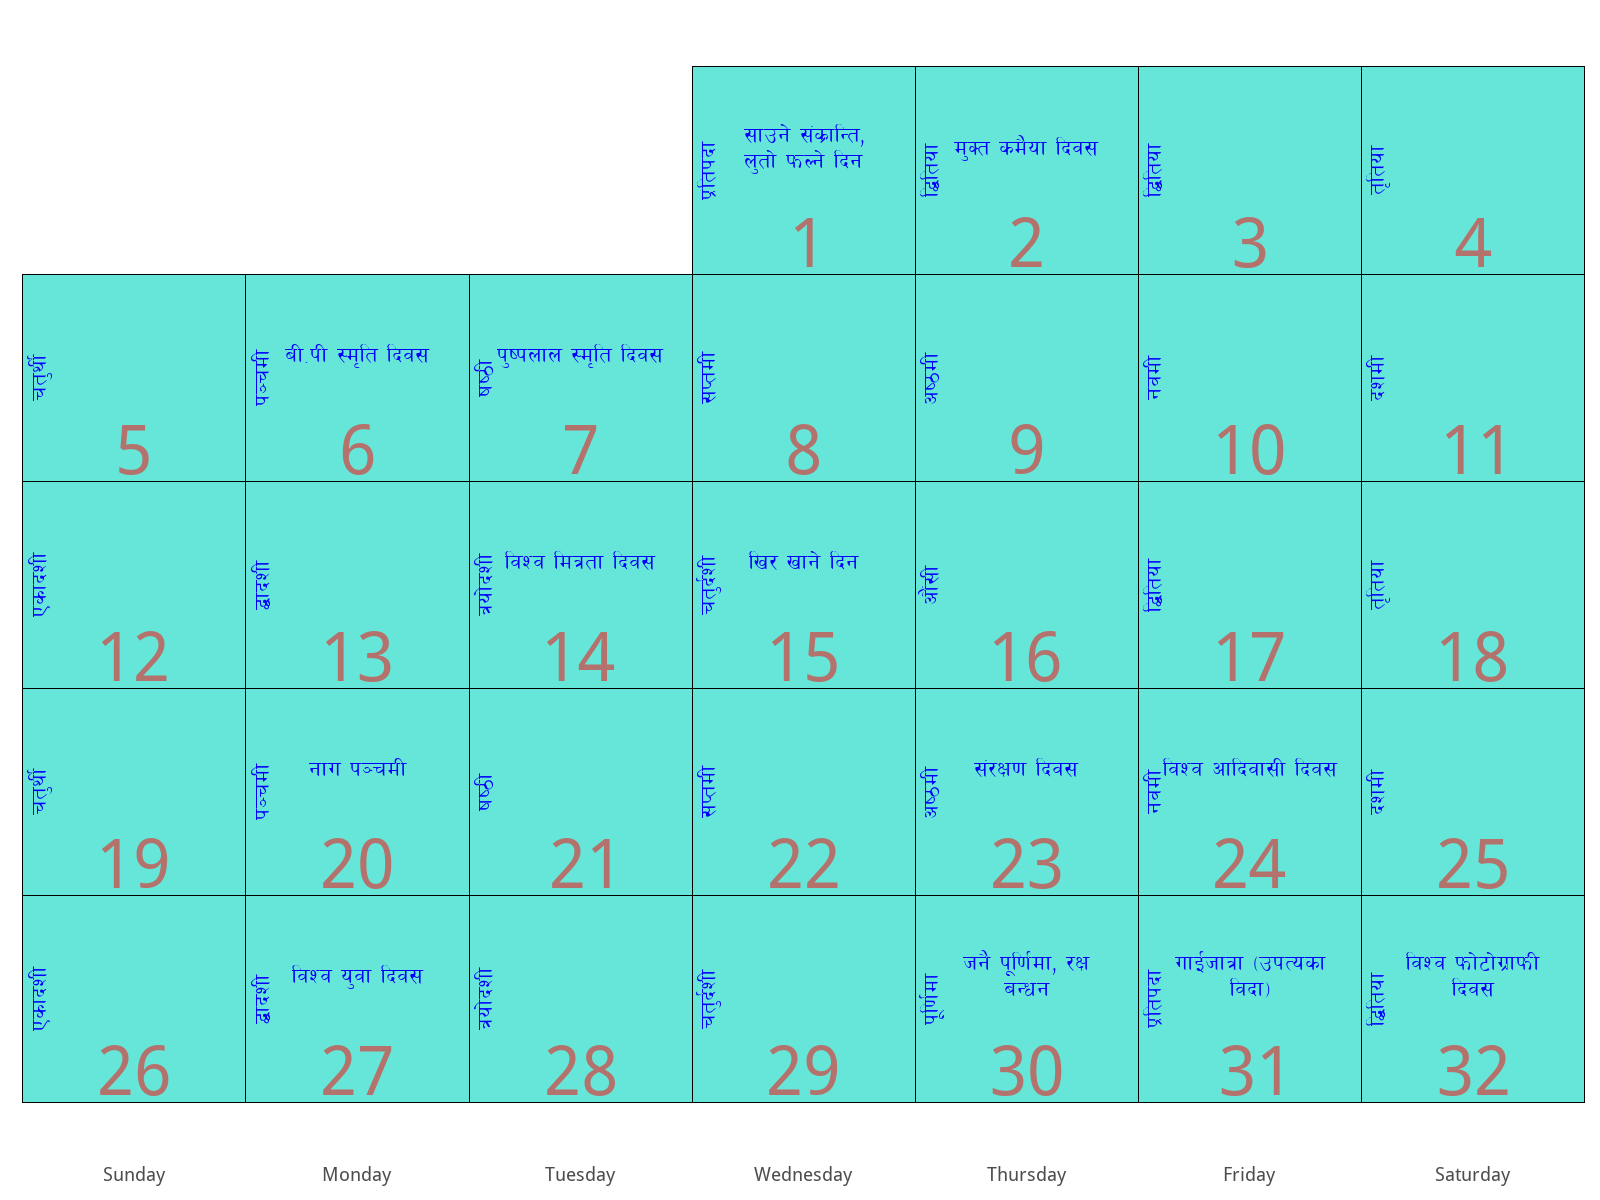 प्रतिपदा
साउने संक्रान्ति,
लुतो फल्ने दिन
1
द्धितिया
मुक्त कमैया दिवस
2
द्धितिया
3
तृतिया
4
चतुर्थी
5
पञ्चमी
बी.पी स्मृति दिवस
6
षष्ठी
पुष्पलाल स्मृति दिवस
7
सप्तमी
8
अष्ठमी
9
नवमी
10
दशमी
11
एकादशी
12
द्वादशी
13
त्रयोदशी
विश्व मित्रता दिवस
14
चतुर्दशी
खिर खाने दिन
15
औंसी
16
द्धितिया
17
तृतिया
18
चतुर्थी
19
पञ्चमी
नाग पञ्चमी
20
षष्ठी
21
सप्तमी
22
अष्ठमी
संरक्षण दिवस
23
नवमी
विश्व आदिवासी दिवस
24
दशमी
25
एकादशी
26
द्वादशी
विश्व युवा दिवस
27
त्रयोदशी
28
चतुर्दशी
29
पूर्णिमा
जनै पूर्णिमा, रक्ष
बन्धन
30
प्रतिपदा
गाईजात्रा (उपत्यका
विदा)
31
द्धितिया
विश्व फोटोग्राफी
दिवस
32
Sunday
Monday
Tuesday
Wednesday
Thursday
Friday
Saturday